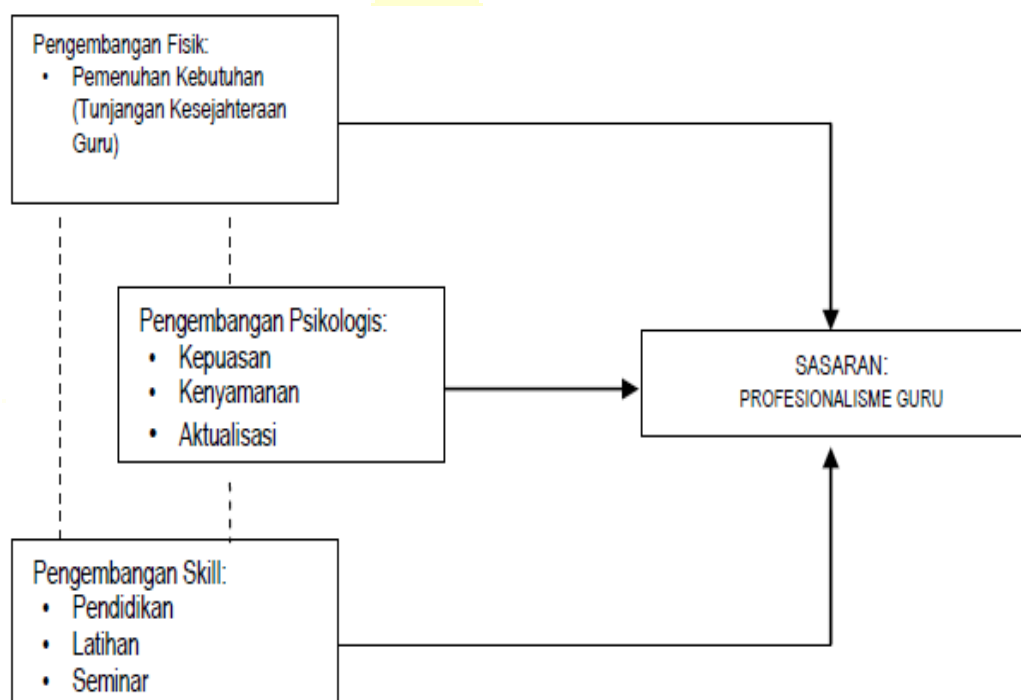 Pengembangan Fisik:
• Pemenuhan Kebutuhan
(Tunjangan Kesejahteraan
Guru)
Pengembangan Psikologis:
• Kepuasan
• Kenyamanan
• Aktualisasi
SASARAN:
PROFESIONALISME GURU
Pengembangan Skill:
• Pendidikan
• Latihan
• Seminar